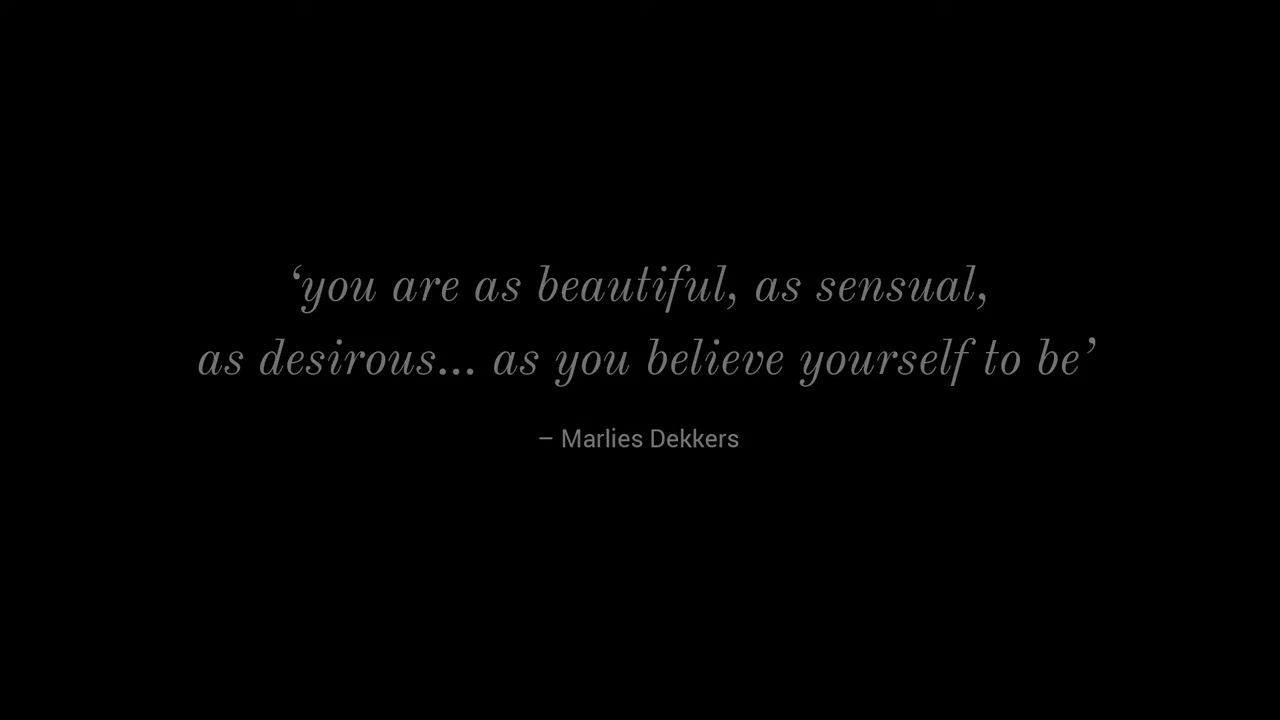 ‘you are as beautiful, as sensual,
as desirous... as you believe yourself to be’
– Marlies Dekkers